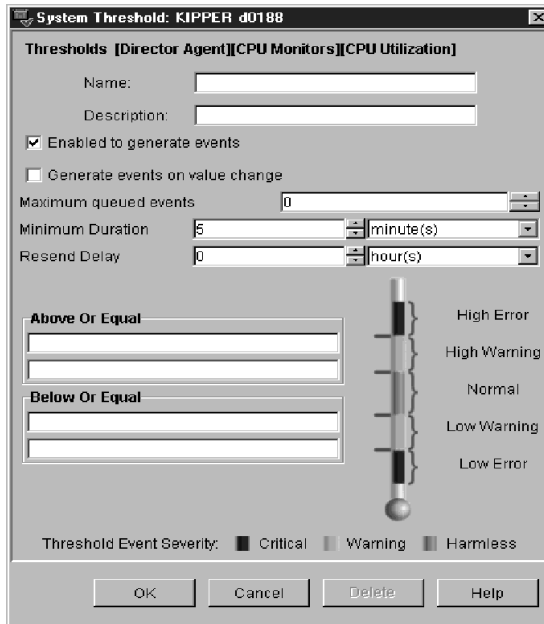 System Threshold: KIPPER d0188
Thresholds [Director Agent][CPU Monitors][CPU Utilization]
Name:
Description:
Enabled to generate events
Generate events on value change
Maximum queued events 0
Minimum Duration 5 minute(s)
Resend Delay 0 hour(s)
Above Or Equal
Below Or Equal
High Error
High Warning
Normal
Low Warning
Low Error
Threshold Event Severity: Critical Warning Harmless
OK Cancel Delete Help